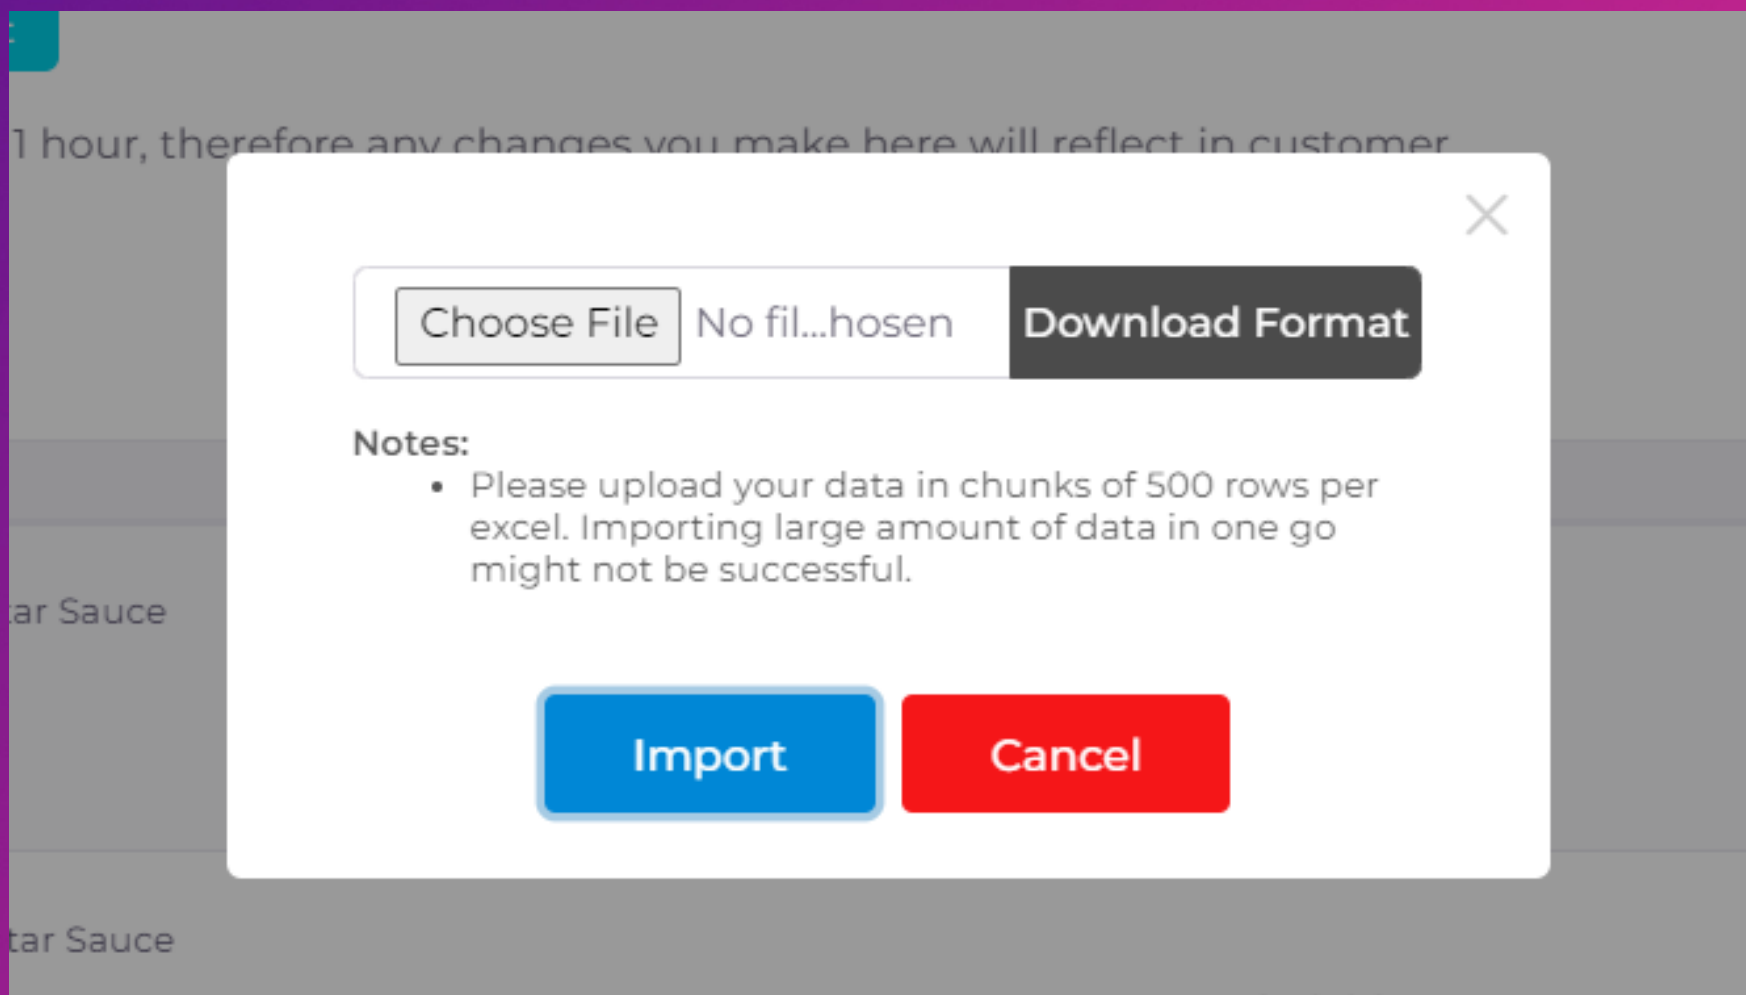 1 hour, therefore any changes you make here will reflect in customer
Choose File No fil...hosen Download Format
Notes:
• Please upload your data in chunks of 500 rows per
excel. Importing large amount of data in one go
might not be successful.
tar Sauce
Import Cancel
tar Sauce